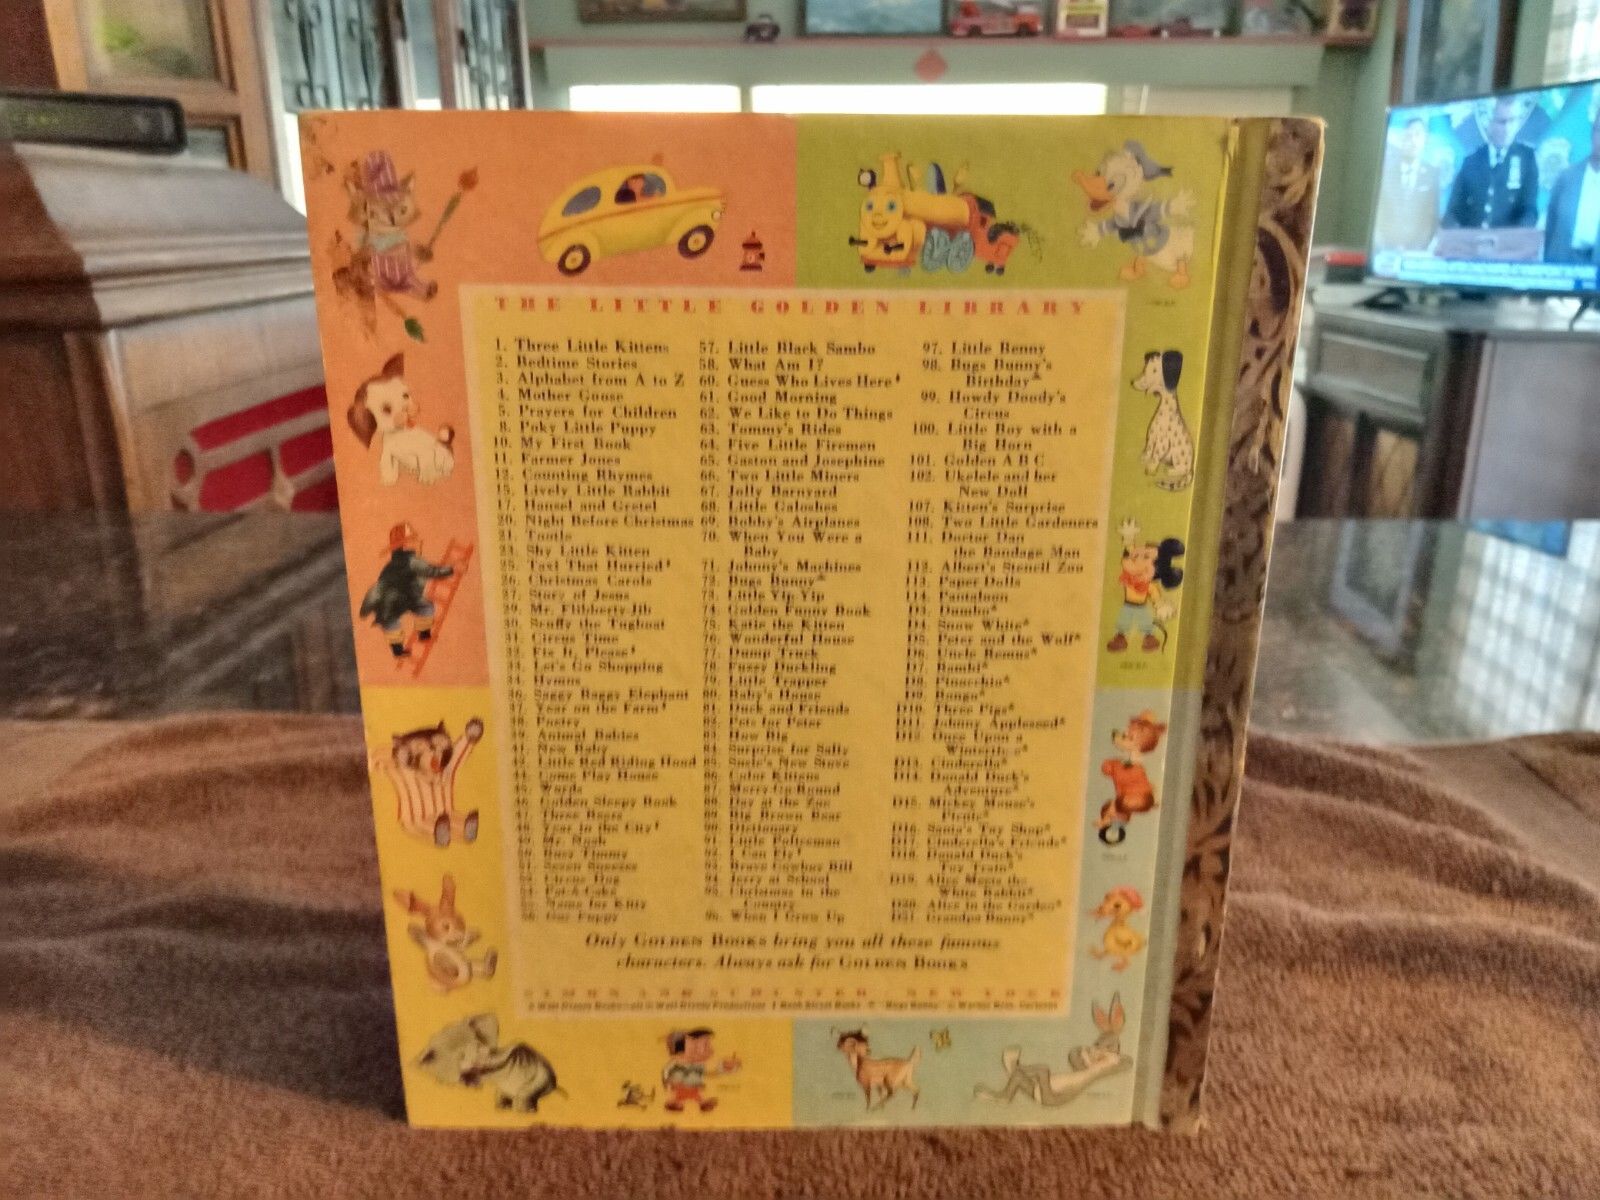 THE LITTLE GOLDEN LIBRARY
1. Three Little Kittens
2. Bedtime Stories
3. Alphabet from A to Z
4. Mother Goose
5. Prayers for Children
8. Poky Little Puppy
10. My First Book
11. Farmer Jones
12. Counting Rhymes
15. Lively Little Rabbit
17. Hansel and Gretel
20. Night Before Christmas
21. Tootle
23. Shy Little Kitten
25. Taxi That Hurried†
26. Christmas Carols
27. Story of Jesus
29. Mr. Flibberty-Jib
30. Scuffy the Tugboat
31. Circus Time
32. Fix It, Please†
33. Let's Go Shopping
34. Hymns
36. Saggy Baggy Elephant
37. Year on the Farm†
38. Poetry
39. Animal Babies
41. New Baby
42. Little Red Riding Hood
44. Come Play House
45. Words
46. Golden Sleepy Book
47. Three Bears
48. Year in the City†
49. Mr. Noah
50. Busy Timmy
51. Seven Sneezes
52. Circus Dog
54. Pat-A-Cake
55. Name for Kitty
56. Our Puppy
57. Little Black Sambo
58. What Am I?
60. Guess Who Lives Here†
61. Good Morning
62. We Like to Do Things
63. Tommy's Rides
64. Five Little Firemen
65. Gaston and Josephine
66. Two Little Miners
67. Jolly Barnyard
68. Little Galoshes
69. Bobby's Airplanes
70. When You Were a
Baby
71. Johnny's Machines
72. Bugs Bunny*
73. Little Yip Yip
74. Golden Funny Book
75. Katie the Kitten
76. Wonderful House
77. Dump Truck
78. Fuzzy Duckling
79. Little Trapper
80. Baby's House
81. Duck and Friends
82. Pets for Peter
83. How Big
84. Surprise for Sally
85. Susie's New Stove
86. Color Kittens
87. Merry-Go-Round
88. Day at the Zoo
89. Big Brown Bear
90. Dictionary
91. Little Policeman
92. I Can Fly†
93. Brave Cowboy Bill
94. Jerry at School
95. Christmas in the
Country
96. When I Grow Up
97. Little Benny
98. Bugs Bunny's
Birthday*
99. Howdy Doody's
Circus
100. Little Boy with a
Big Horn
101. Golden A B C
102. Ukelele and her
New Doll
107. Kitten's Surprise
108. Two Little Gardeners
111. Doctor Dan
the Bandage Man
112. Albert's Stencil Zoo
113. Paper Dolls
114. Pantaloon
D3. Dumbo*
D4. Snow White*
D5. Peter and the Wolf*
D6. Uncle Remus*
D7. Bambi*
D8. Pinocchio*
D9. Bongo*
D10. Three Pigs*
D11. Johnny Appleseed*
D12. Once Upon a
Wintertime*
D13. Cinderella*
D14. Donald Duck's
Adventure*
D15. Mickey Mouse's
Picnic*
D16. Santa's Toy Shop*
D17. Cinderella's Friends*
D18. Donald Duck's
Toy Train*
D19. Alice Meets the
White Rabbit*
D20. Alice in the Garden*
D21. Grandpa Bunny*
Only GOLDEN BOOKS bring you all these famous
characters. Always ask for GOLDEN BOOKS
SIMON AND SCHUSTER · NEW YORK